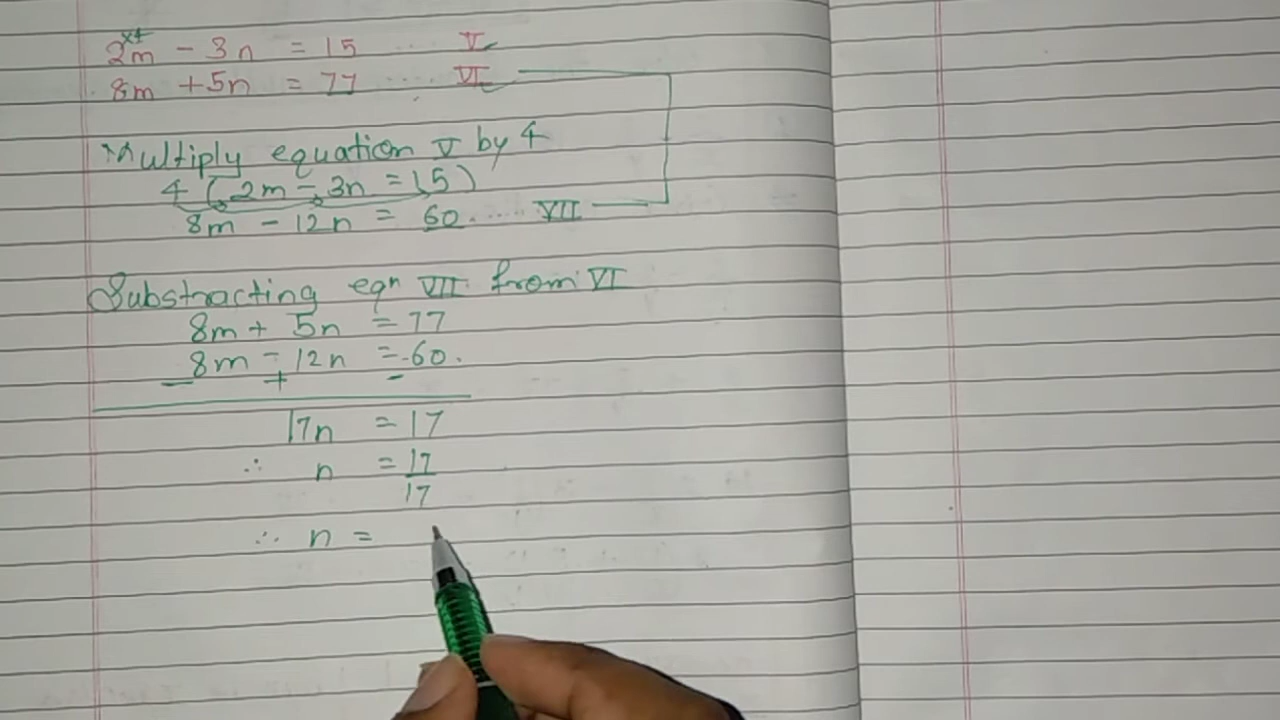 x4
2m - 3n = 15 ... V
8m + 5n = 77 .... VI
Multiply equation V by 4
4 (2m - 3n = 15)
8m - 12n = 60 ..... VII
Substracting eqn VII from VI
8m + 5n = 77
8m - 12n = 60.
- + -
17n = 17
∴ n = 17/17
∴ n =